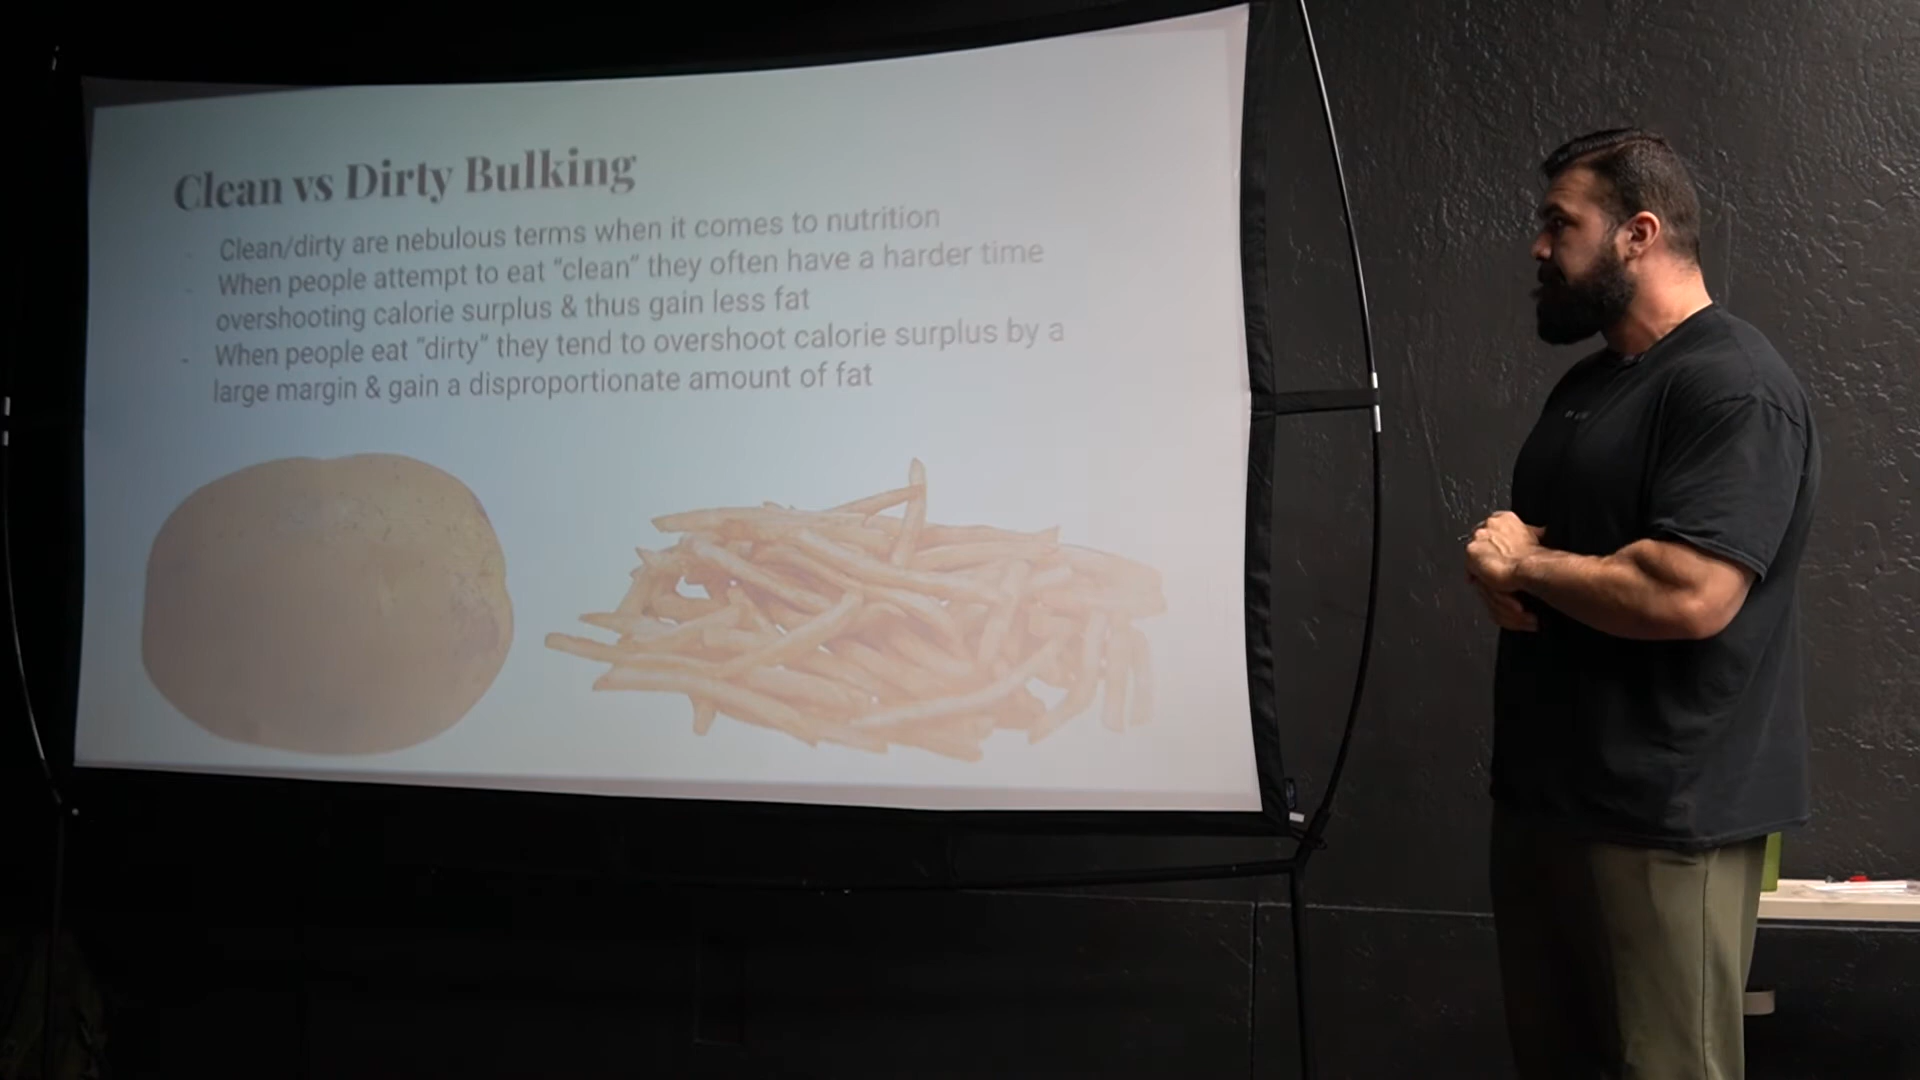 Clean vs Dirty Bulking
- Clean/dirty are nebulous terms when it comes to nutrition
- When people attempt to eat “clean” they often have a harder time
overshooting calorie surplus & thus gain less fat
- When people eat “dirty” they tend to overshoot calorie surplus by a
large margin & gain a disproportionate amount of fat